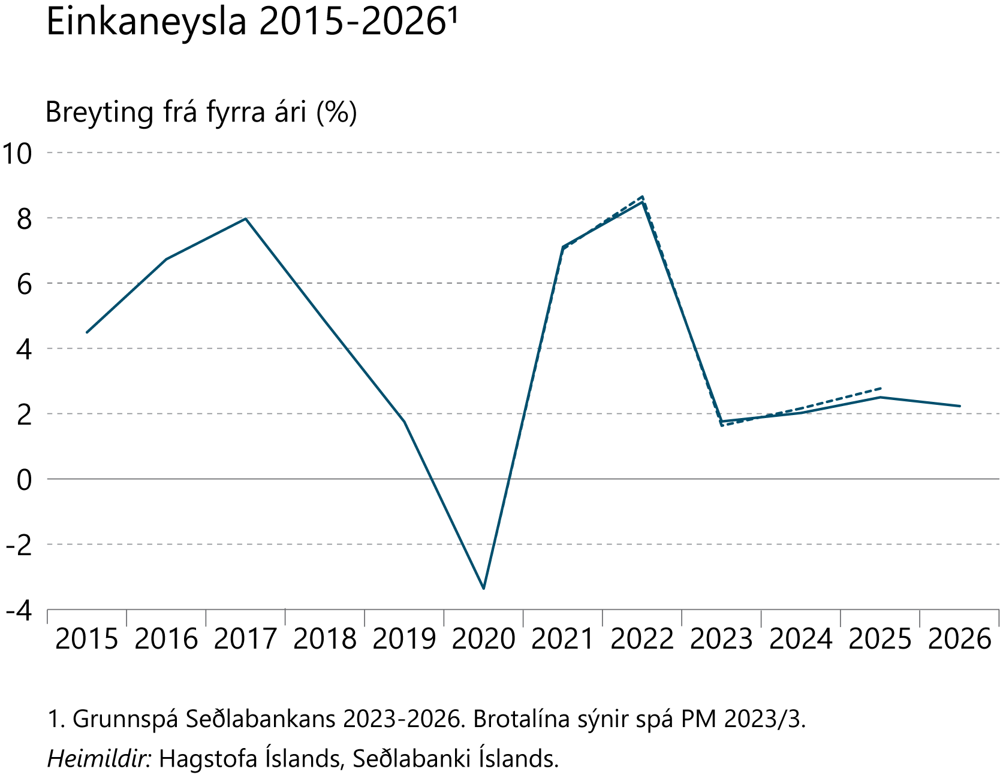 Einkaneysla 2015-2026¹
Breyting frá fyrra ári (%)
10
8
6
4
2
0
-2
-4
2015 2016 2017 2018 2019 2020 2021 2022 2023 2024 2025 2026
1. Grunnspá Seðlabankans 2023-2026. Brotalína sýnir spá PM 2023/3.
Heimildir: Hagstofa Íslands, Seðlabanki Íslands.